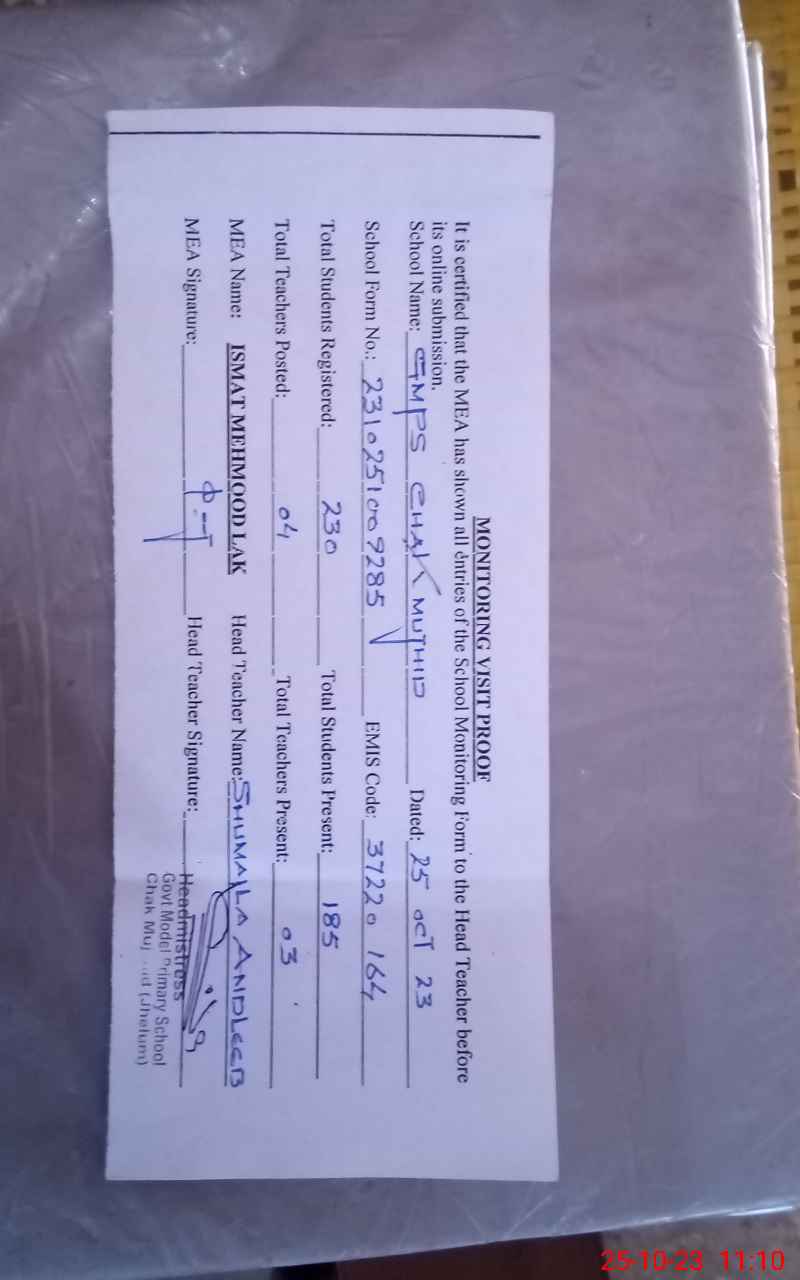 MONITORING VISIT PROOF
It is certified that the MEA has shown all entries of the School Monitoring Form to the Head Teacher before
its online submission.
School Name: GMPS CHAK MUJHID Dated: 25 OCT 23
School Form No.: 2310251009285 EMIS Code: 37220164
Total Students Registered: 230 Total Students Present: 185
Total Teachers Posted: 04 Total Teachers Present: 03
MEA Name: ISMAT MEHMOOD LAK Head Teacher Name: SHUMAILA ANDLEEB
MEA Signature: Head Teacher Signature:
Headmistress
Govt Model Primary School
Chak (Jhelum)
25-10-23 11:10